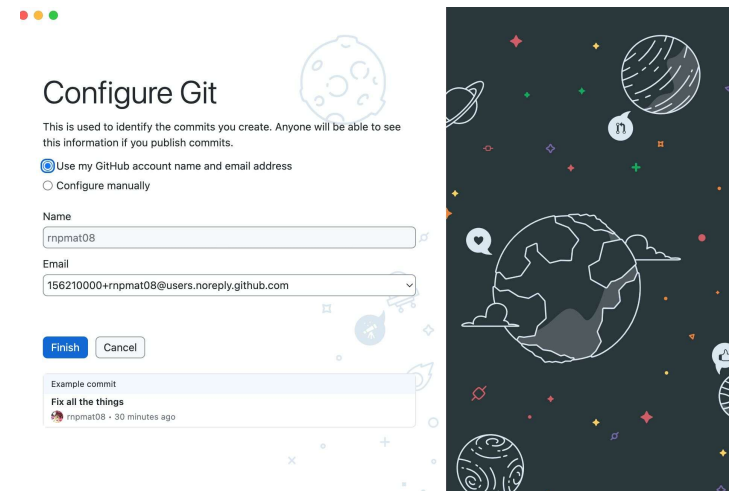 Configure Git
This is used to identify the commits you create. Anyone will be able to see
this information if you publish commits.
Use my GitHub account name and email address
Configure manually
Name
rnpmat08
Email
156210000+rnpmat08@users.noreply.github.com
Finish Cancel
Example commit
Fix all the things
rnpmat08 • 30 minutes ago